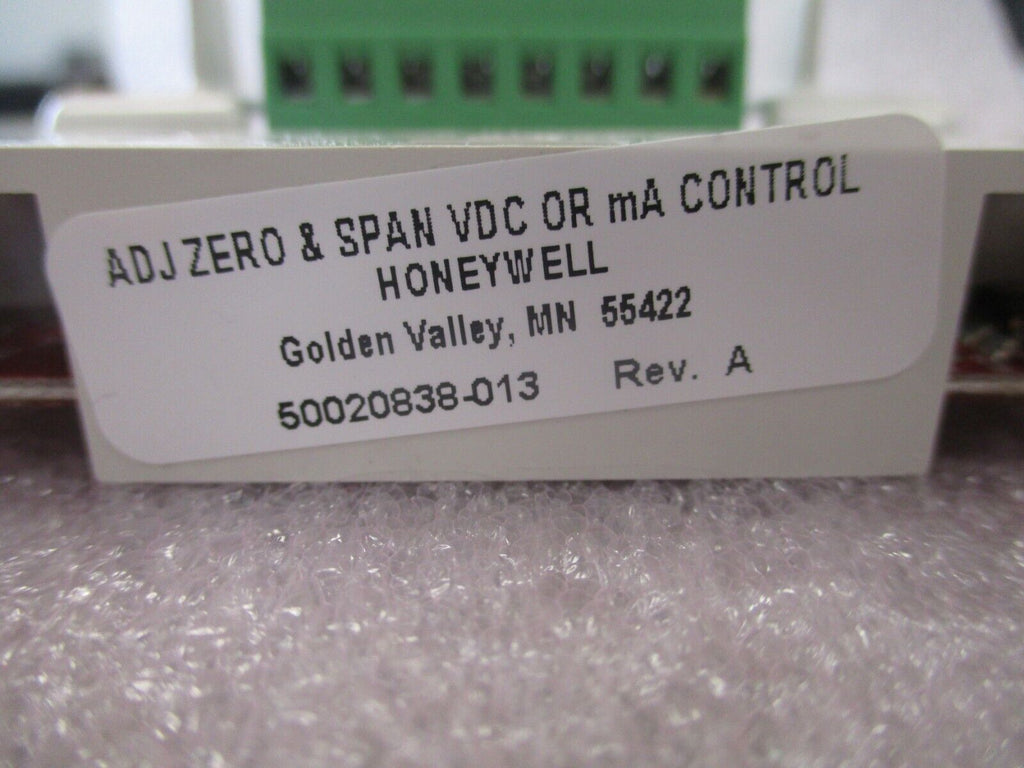 ADJ ZERO & SPAN VDC OR mA CONTROL
HONEYWELL
Golden Valley, MN 55422
50020838-013 Rev. A